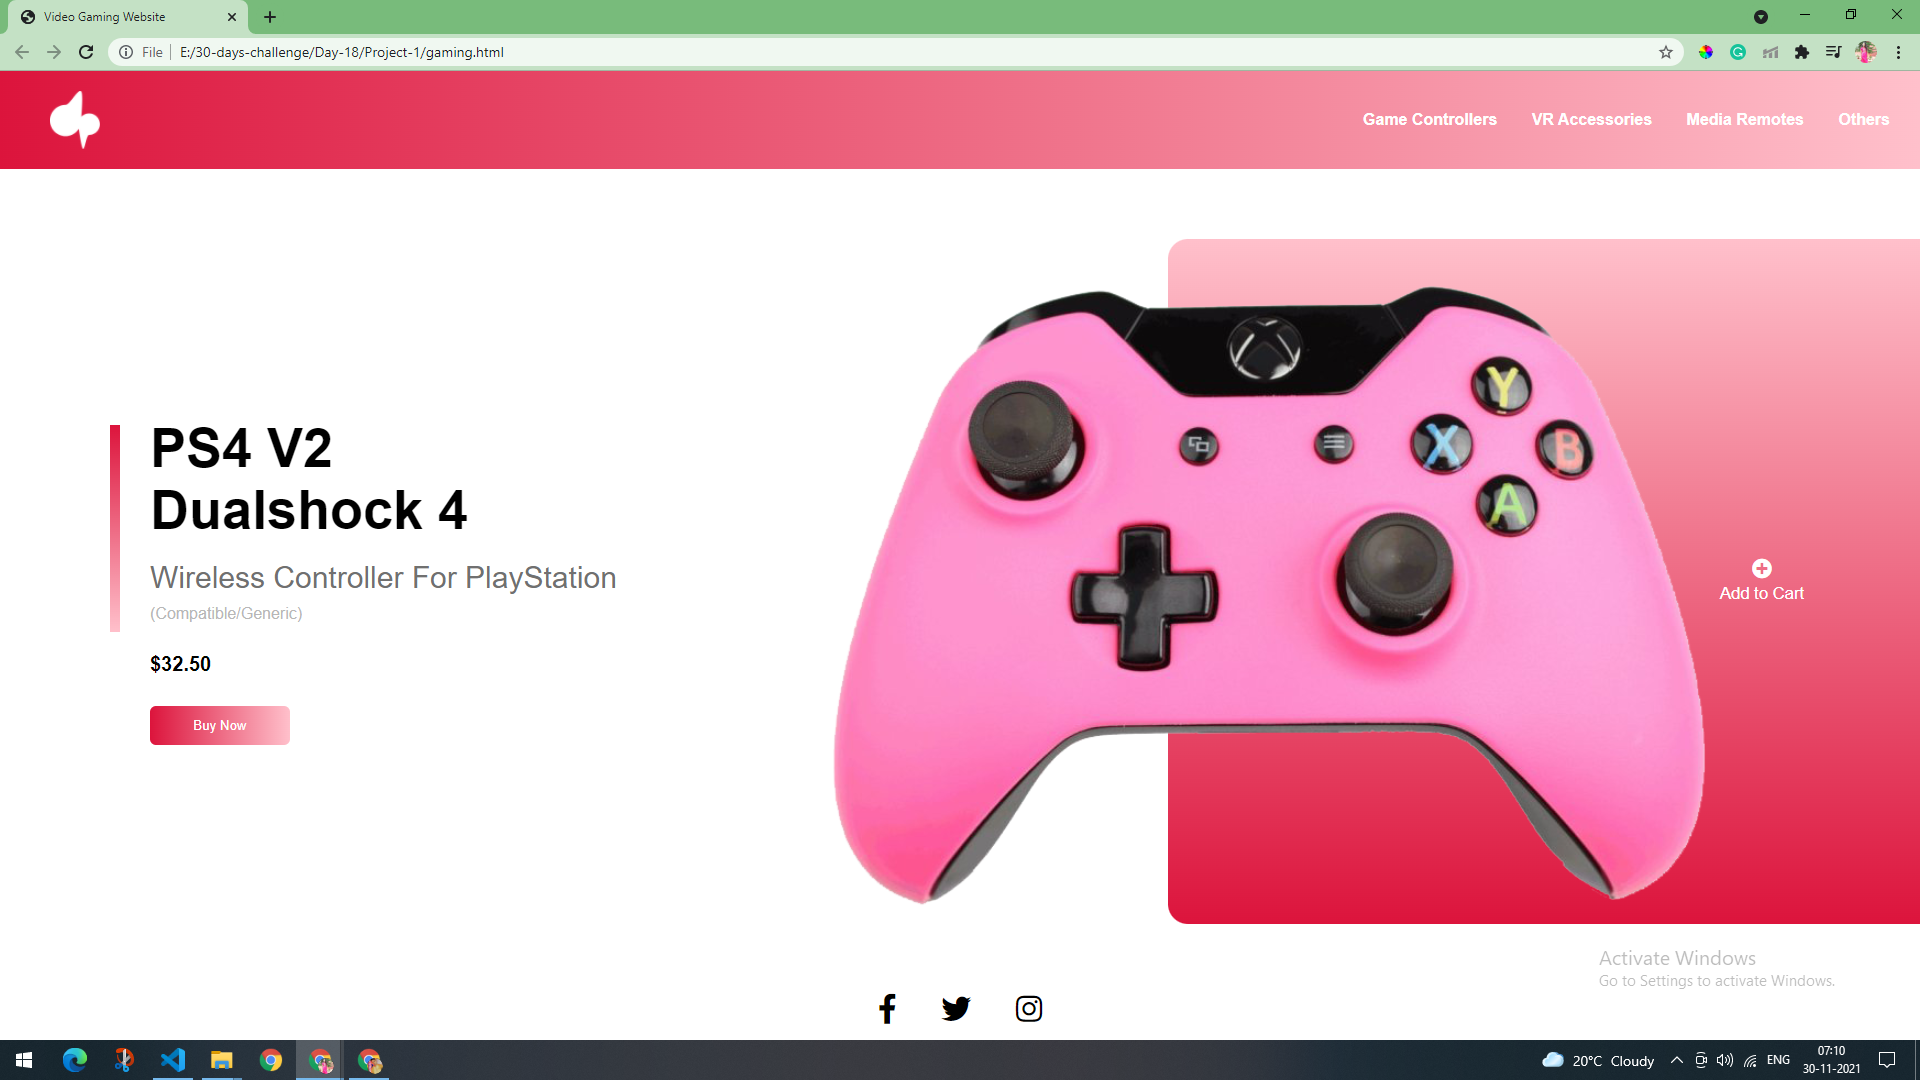 Video Gaming Website
File
E:/30-days-challenge/Day-18/Project-1/gaming.html
Game Controllers
VR Accessories
Media Remotes
Others
PS4 V2
Dualshock 4
Wireless Controller For PlayStation
(Compatible/Generic)
$32.50
Buy Now
Y
X
B
A
Add to Cart
Activate Windows
Go to Settings to activate Windows.
20°C Cloudy
ENG
07:10
30-11-2021